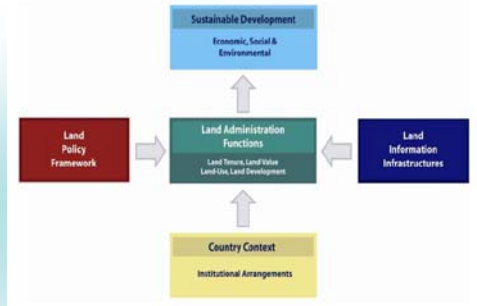 Sustainable Development
Economic, Social &
Environmental
Land
Policy
Framework
Land Administration
Functions
Land Tenure, Land Value
Land-Use, Land Development
Land
Information
Infrastructures
Country Context
Institutional Arrangements